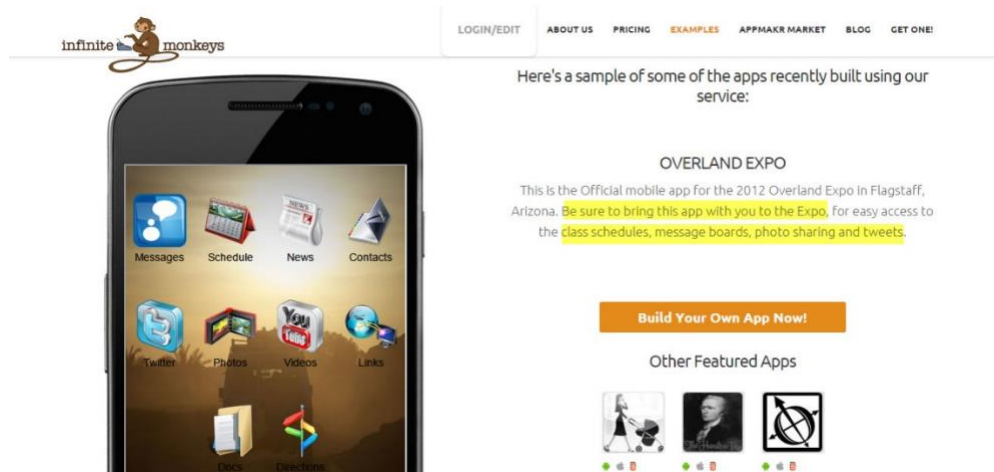 infinite monkeys
LOGIN/EDIT ABOUT US PRICING EXAMPLES APPMAKR MARKET BLOG GET ONE!
Here's a sample of some of the apps recently built using our
service:
OVERLAND EXPO
This is the Official mobile app for the 2012 Overland Expo in Flagstaff,
Arizona. Be sure to bring this app with you to the Expo, for easy access to
the class schedules, message boards, photo sharing and tweets.
Build Your Own App Now!
Other Featured Apps
NEWS
Messages Schedule News Contacts
You
Tube
Twitter Photos Videos Links
Docs Directions